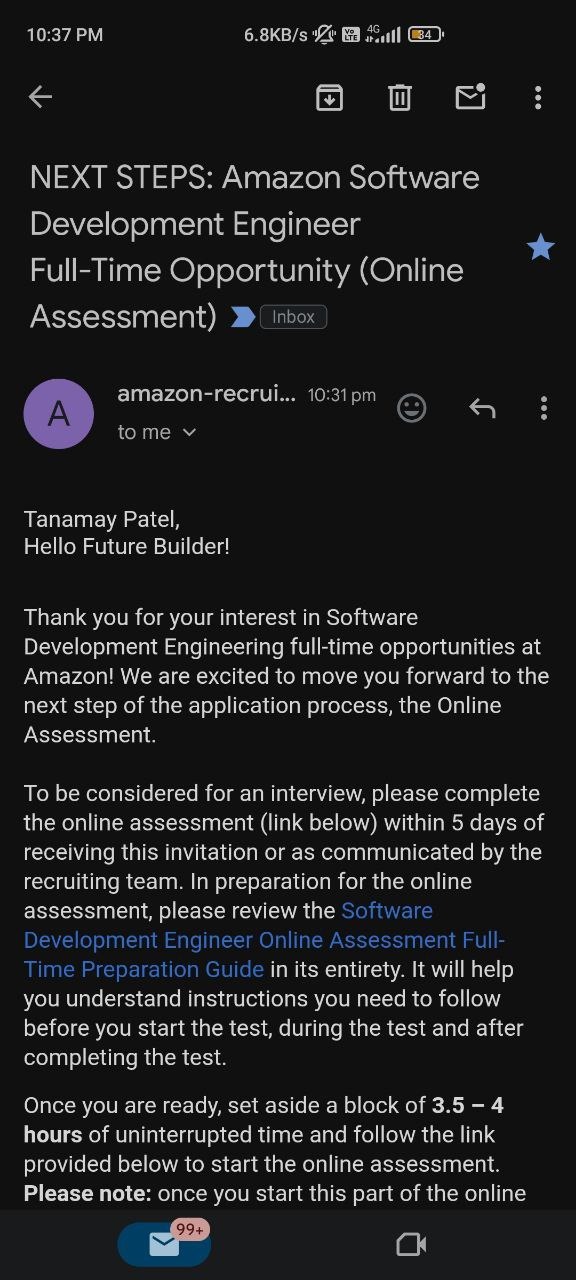 10:37 PM 6.8KB/s Vo LTE 4G 34
NEXT STEPS: Amazon Software
Development Engineer
Full-Time Opportunity (Online
Assessment) Inbox
A
amazon-recrui... 10:31 pm
to me
Tanamay Patel,
Hello Future Builder!
Thank you for your interest in Software
Development Engineering full-time opportunities at
Amazon! We are excited to move you forward to the
next step of the application process, the Online
Assessment.
To be considered for an interview, please complete
the online assessment (link below) within 5 days of
receiving this invitation or as communicated by the
recruiting team. In preparation for the online
assessment, please review the Software
Development Engineer Online Assessment Full-
Time Preparation Guide in its entirety. It will help
you understand instructions you need to follow
before you start the test, during the test and after
completing the test.
Once you are ready, set aside a block of 3.5 – 4
hours of uninterrupted time and follow the link
provided below to start the online assessment.
Please note: once you start this part of the online
99+